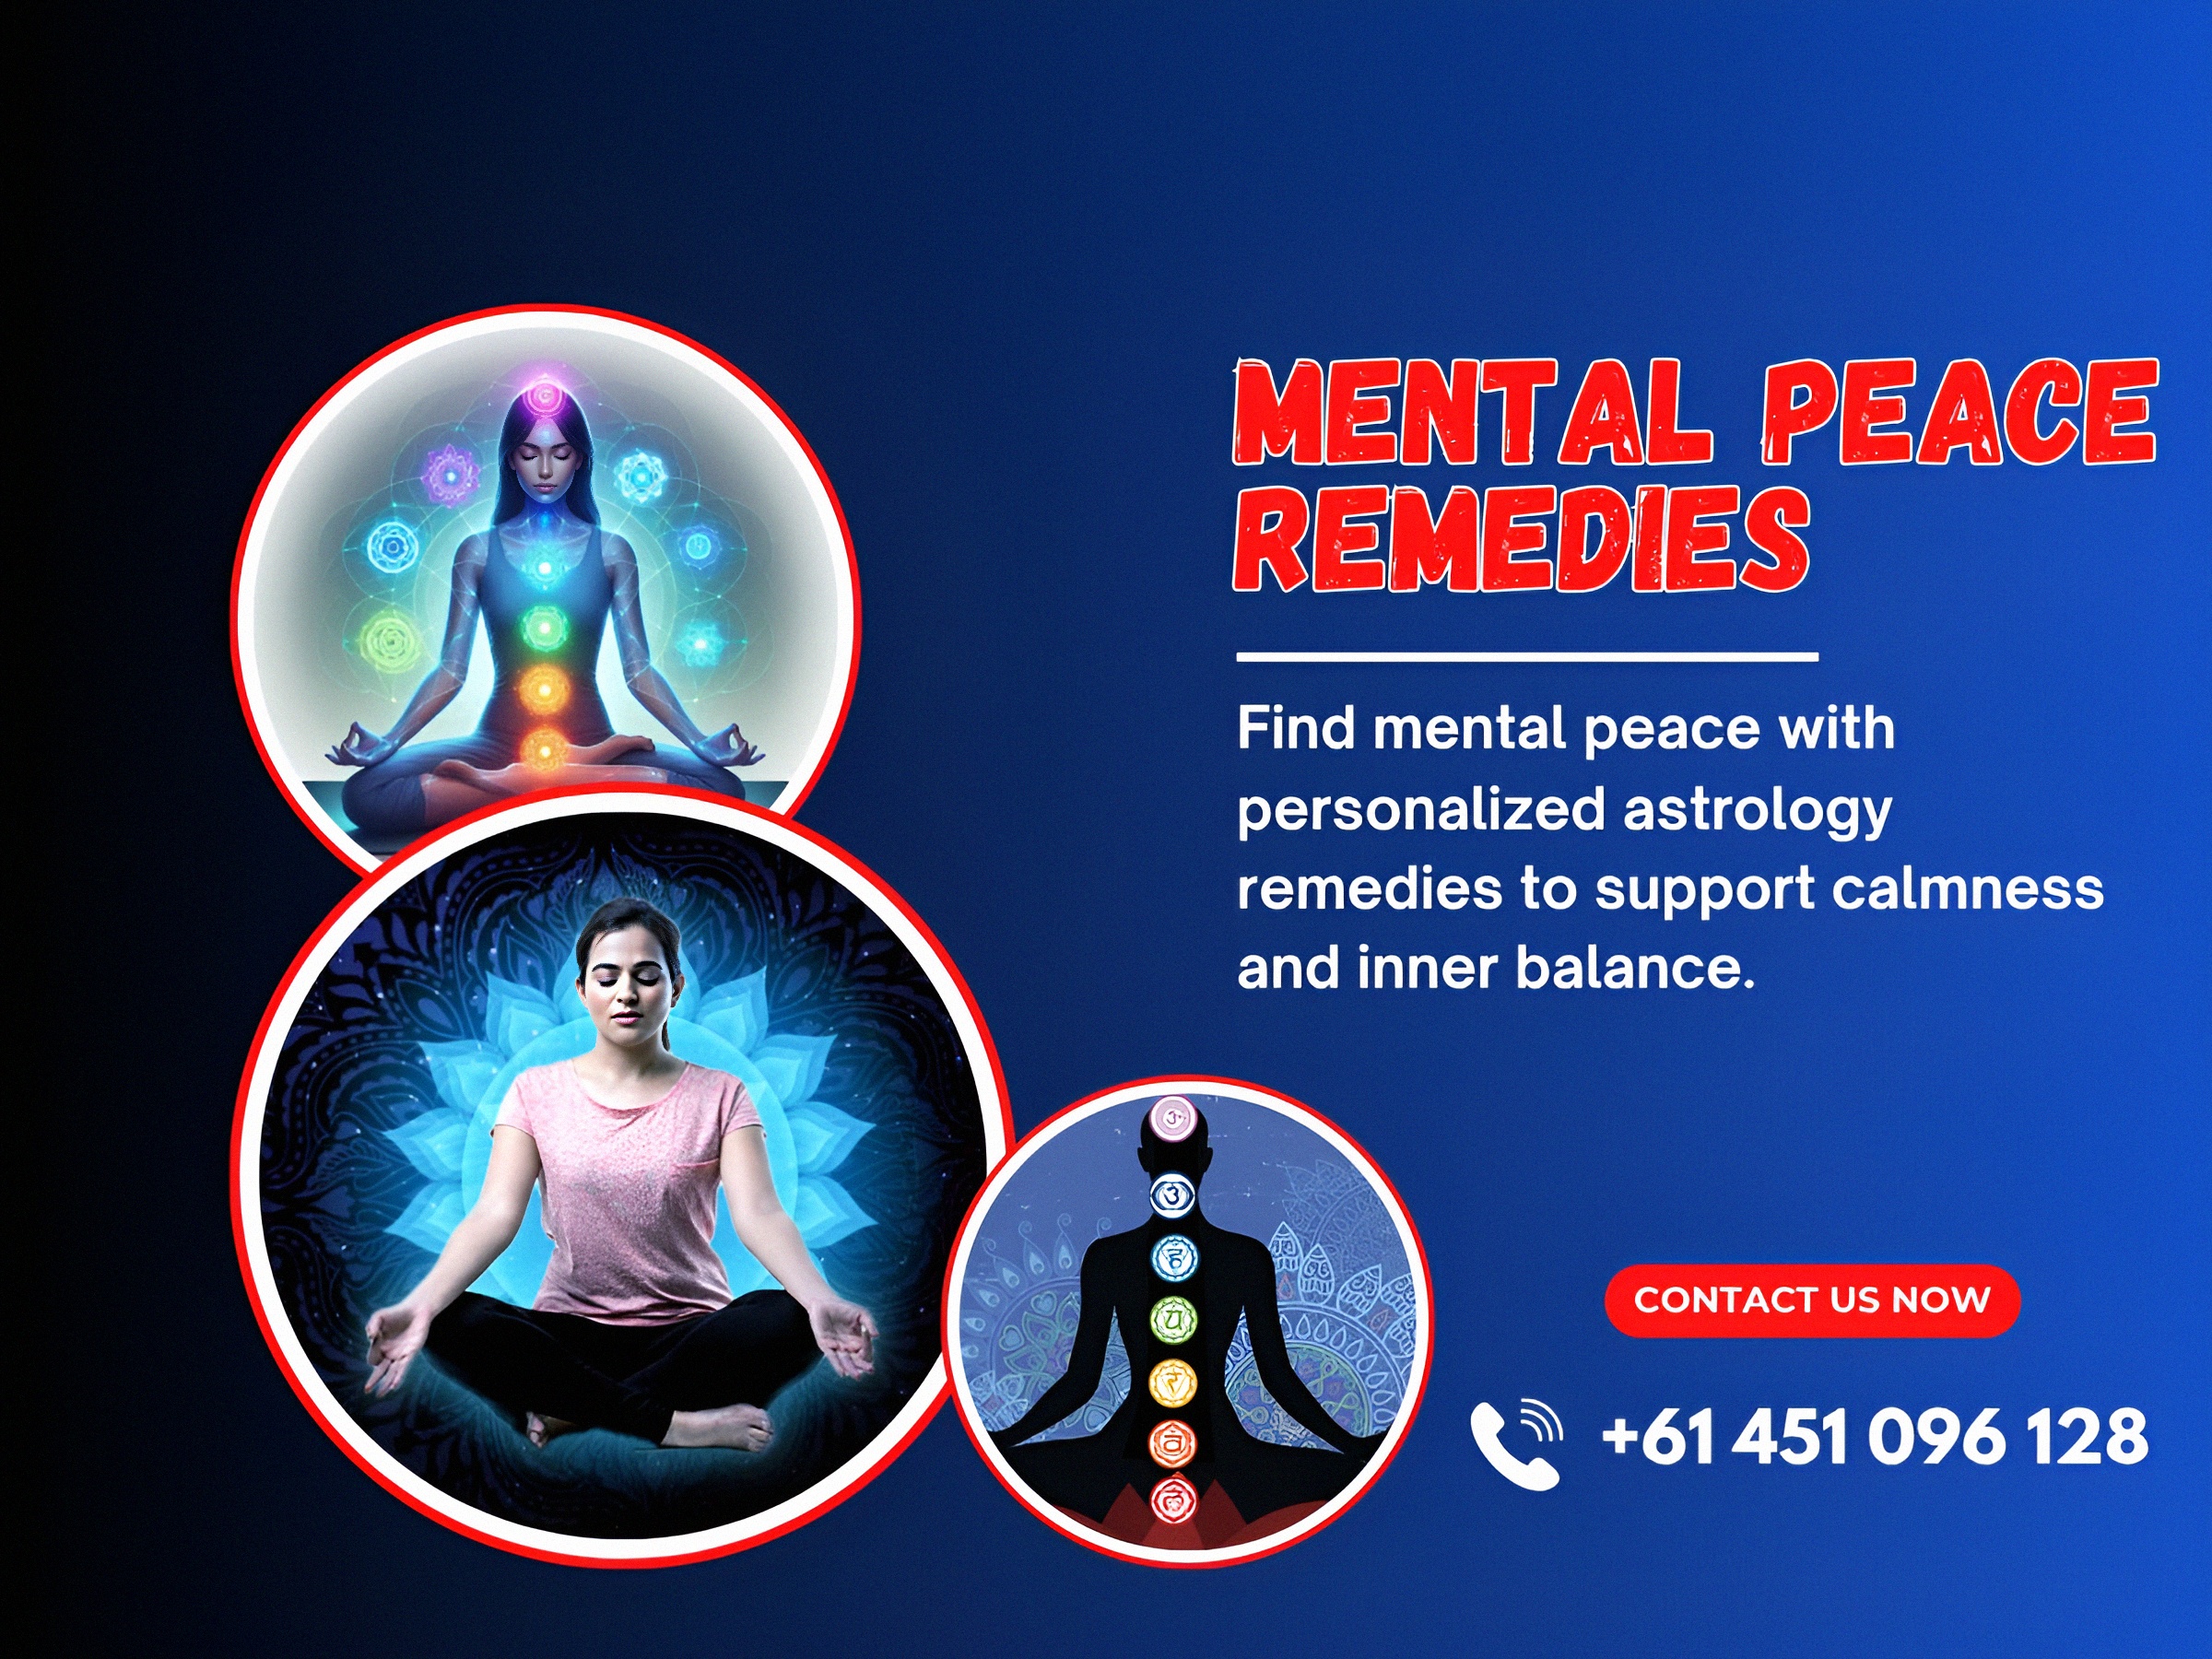 MENTAL PEACE
REMEDIES
Find mental peace with
personalized astrology
remedies to support calmness
and inner balance.
CONTACT US NOW
+61 451 096 128